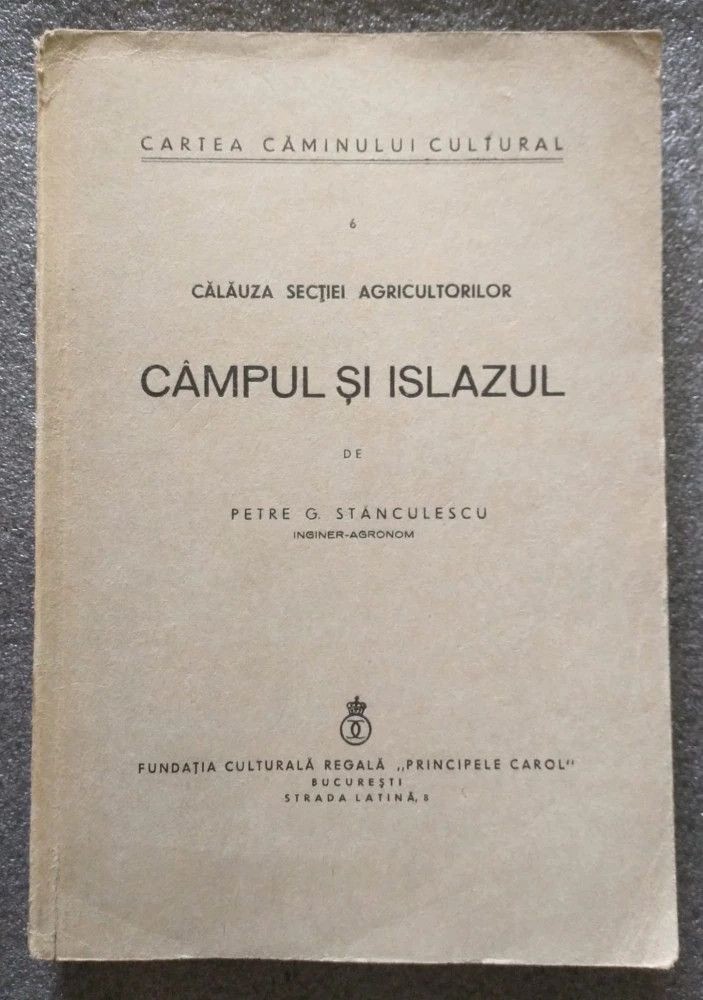 CARTEA CĂMINULUI CULTURAL
6
CĂLĂUZA SECȚIEI AGRICULTORILOR
CÂMPUL ȘI ISLAZUL
DE
PETRE G. STÂNCULESCU
INGINER-AGRONOM
FUNDAȚIA CULTURALĂ REGALĂ „PRINCIPELE CAROL"
BUCUREȘTI
STRADA LATINĂ, 8